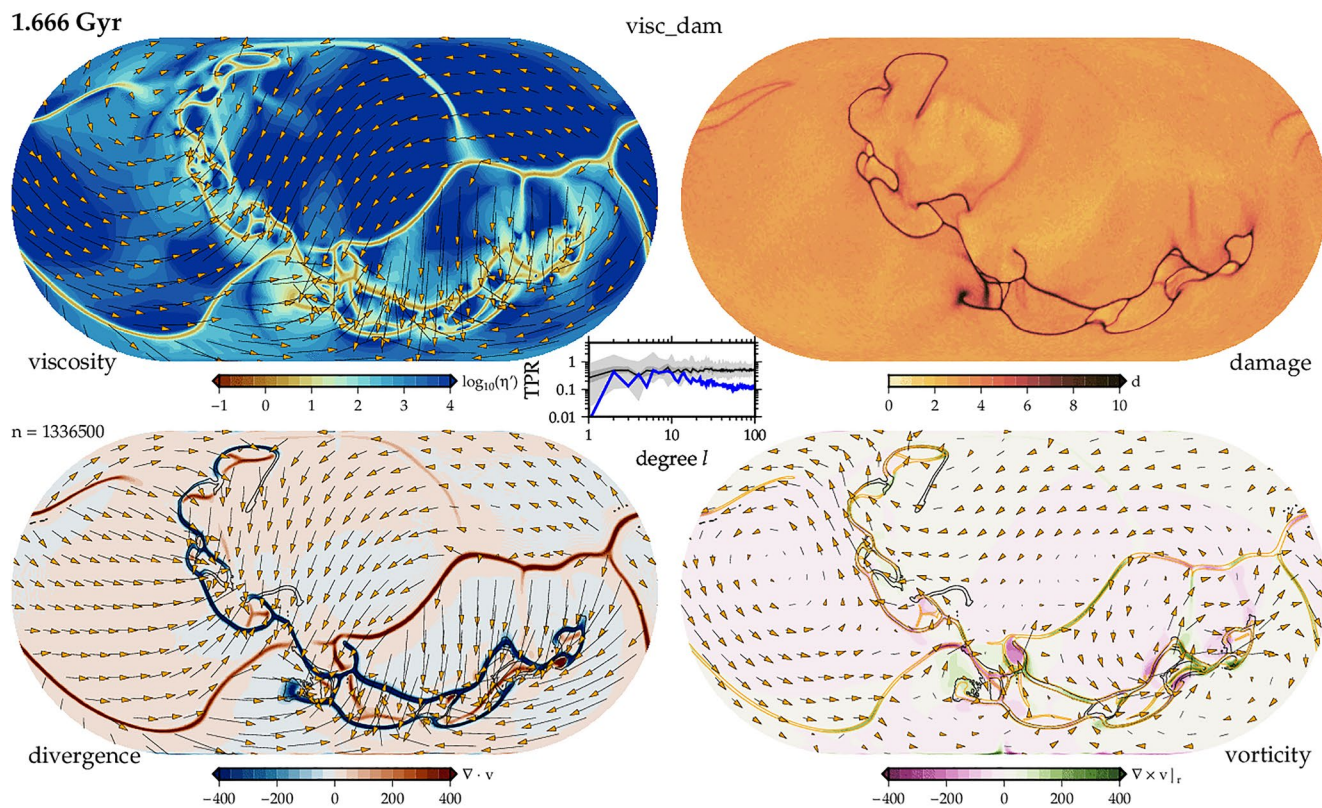 1.666 Gyr
visc_dam
viscosity
damage
log₁₀(η′)
−1 0 1 2 3 4
TPR
1
0.1
0.01
1 10 100
degree l
d
0 2 4 6 8 10
n = 1336500
divergence
vorticity
∇ · v
−400 −200 0 200 400
∇ × v|ᵣ
−400 −200 0 200 400